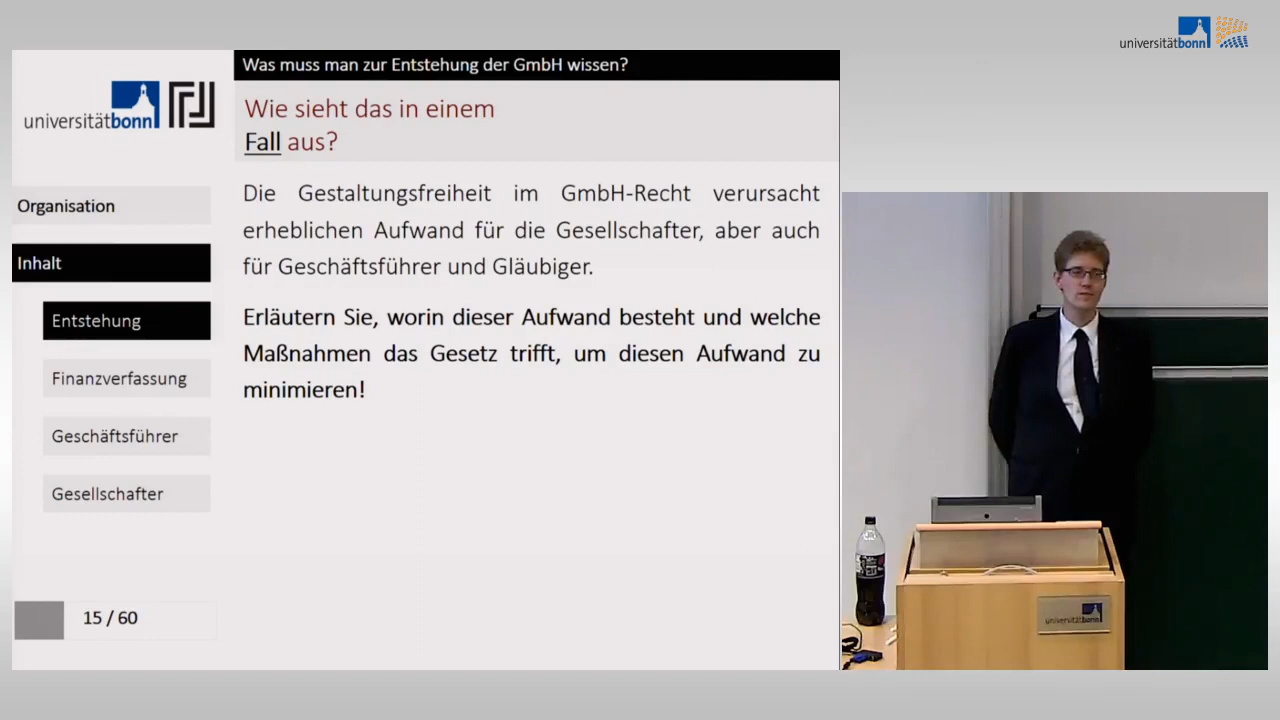 universitätbonn
Was muss man zur Entstehung der GmbH wissen?
universitätbonn
Wie sieht das in einem
Fall aus?
Organisation
Inhalt
Entstehung
Finanzverfassung
Geschäftsführer
Gesellschafter
15 / 60
Die Gestaltungsfreiheit im GmbH-Recht verursacht
erheblichen Aufwand für die Gesellschafter, aber auch
für Geschäftsführer und Gläubiger.
Erläutern Sie, worin dieser Aufwand besteht und welche
Maßnahmen das Gesetz trifft, um diesen Aufwand zu
minimieren!
universitätbonn